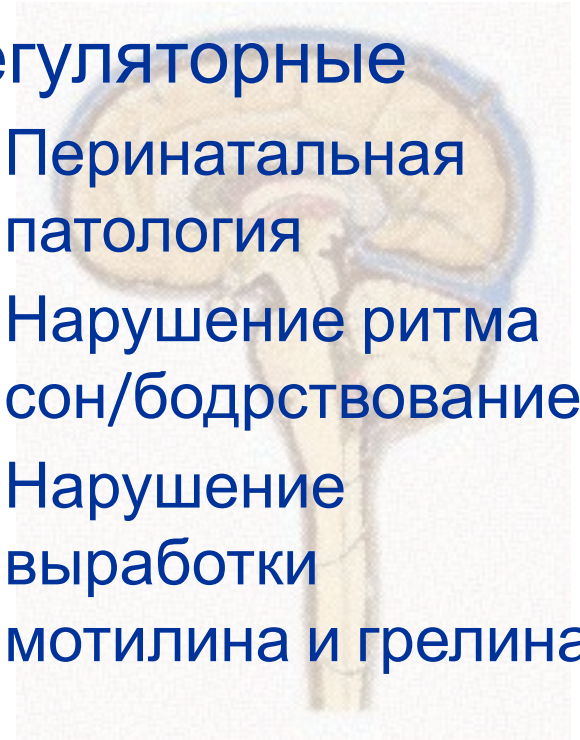 егуляторные
Перинатальная
патология
Нарушение ритма
сон/бодрствование
Нарушение
выработки
мотилина и грелина